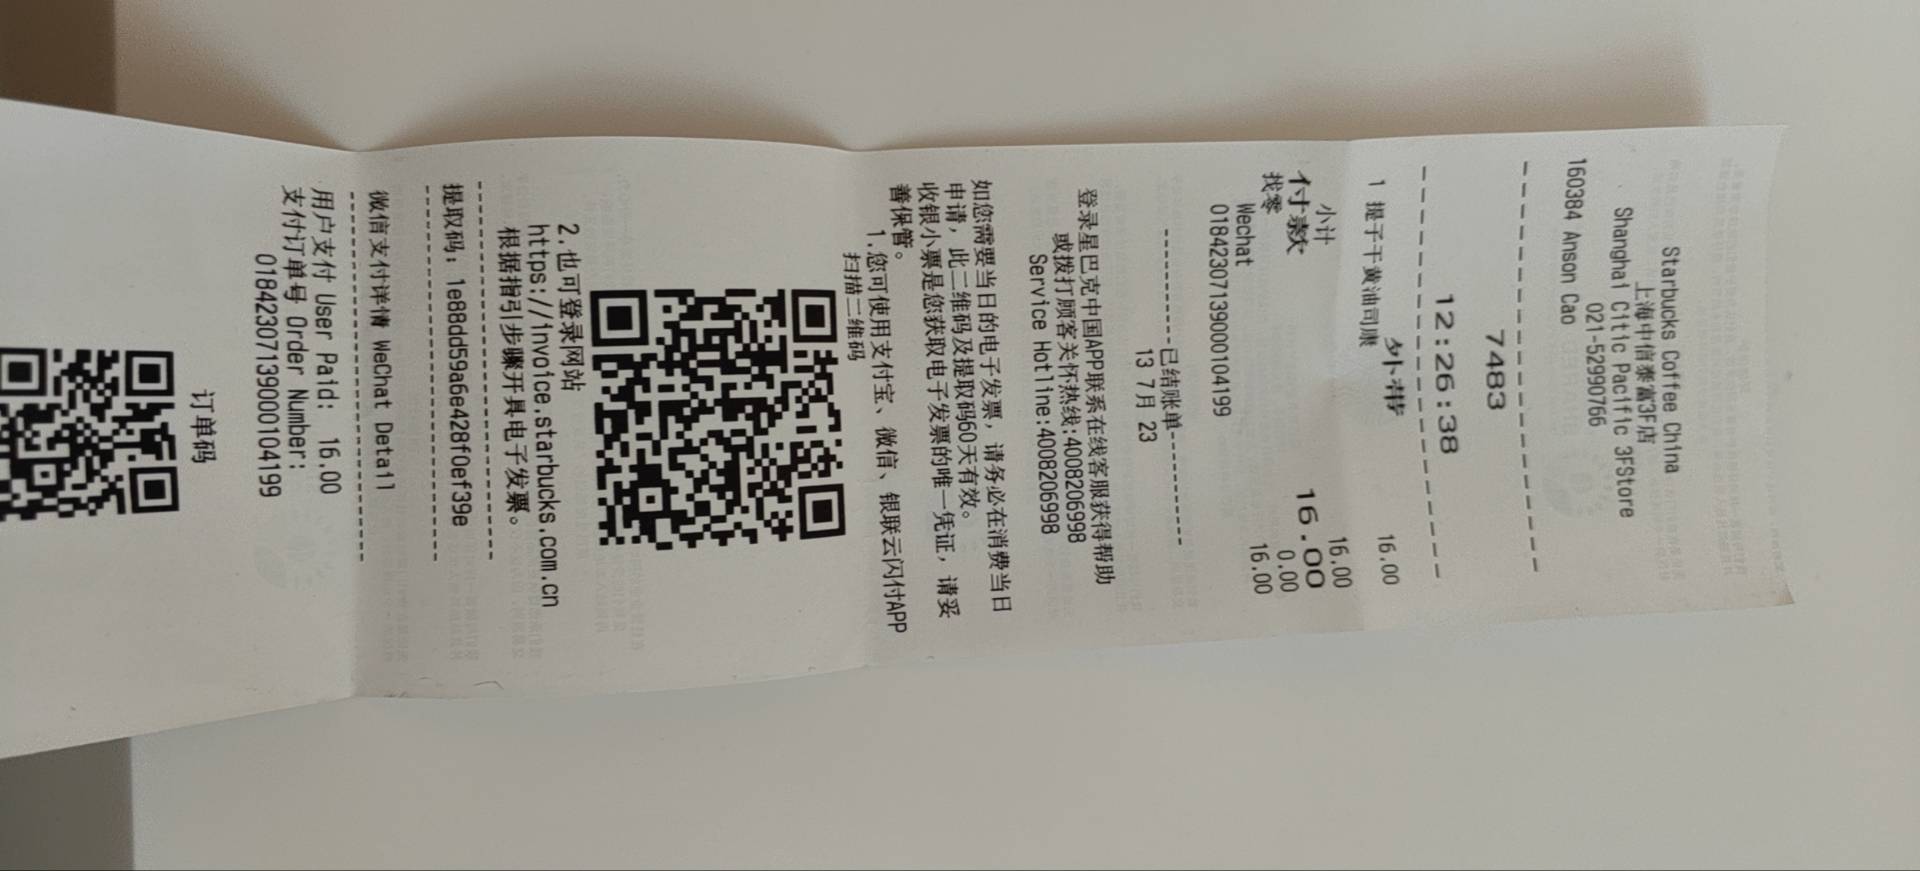 Starbucks Coffee China
上海中信泰富3F店
Shanghai Citic Pacific 3FStore
021-52990766
160384 Anson Cao
7483
12:26:38
外带
1 提子干黄油司康 16.00
小计 16.00
付款 16.00
找零 0.00
Wechat 16.00
01842307139000104199
已结账单
13 7月 23
登录星巴克中国APP联系在线客服获得帮助
或拨打顾客关怀热线:4008206998
Service Hotline:4008206998
如您需要当日的电子发票，请务必在消费当日
申请，此二维码及提取码60天有效。
收银小票是您获取电子发票的唯一凭证，请妥
善保管。
1.您可使用支付宝、微信、银联云闪付APP
扫描二维码
2.也可登录网站
https://invoice.starbucks.com.cn
根据指引步骤开具电子发票。
提取码: 1e88dd59a6e428f0ef39e
微信支付详情 WeChat Detail
用户支付 User Paid: 16.00
支付订单号 Order Number:
01842307139000104199
订单码